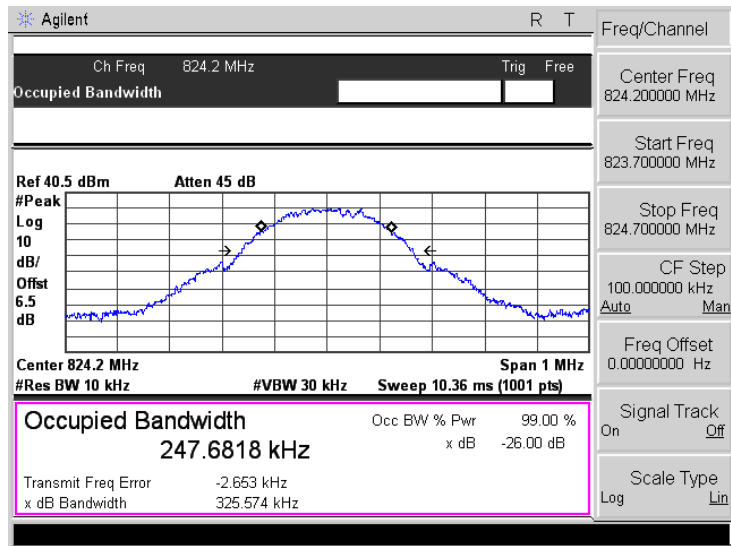 Agilent R T
Ch Freq 824.2 MHz Trig Free
Occupied Bandwidth
Ref 40.5 dBm Atten 45 dB
#Peak
Log
10
dB/
Offst
6.5
dB
Center 824.2 MHz Span 1 MHz
#Res BW 10 kHz #VBW 30 kHz Sweep 10.36 ms (1001 pts)
Occupied Bandwidth Occ BW % Pwr 99.00 %
247.6818 kHz x dB -26.00 dB
Transmit Freq Error -2.653 kHz
x dB Bandwidth 325.574 kHz
Freq/Channel
Center Freq
824.200000 MHz
Start Freq
823.700000 MHz
Stop Freq
824.700000 MHz
CF Step
100.000000 kHz
Auto Man
Freq Offset
0.00000000 Hz
Signal Track
On Off
Scale Type
Log Lin